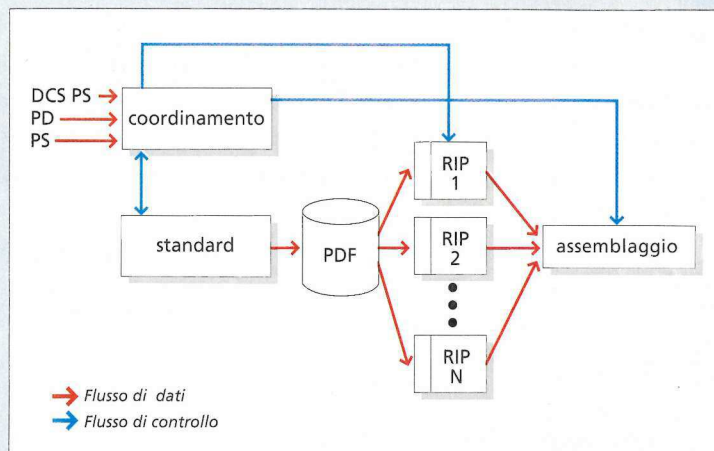 DCS PS
PD
PS
coordinamento
standard
PDF
RIP
1
RIP
2
RIP
N
assemblaggio
Flusso di dati
Flusso di controllo